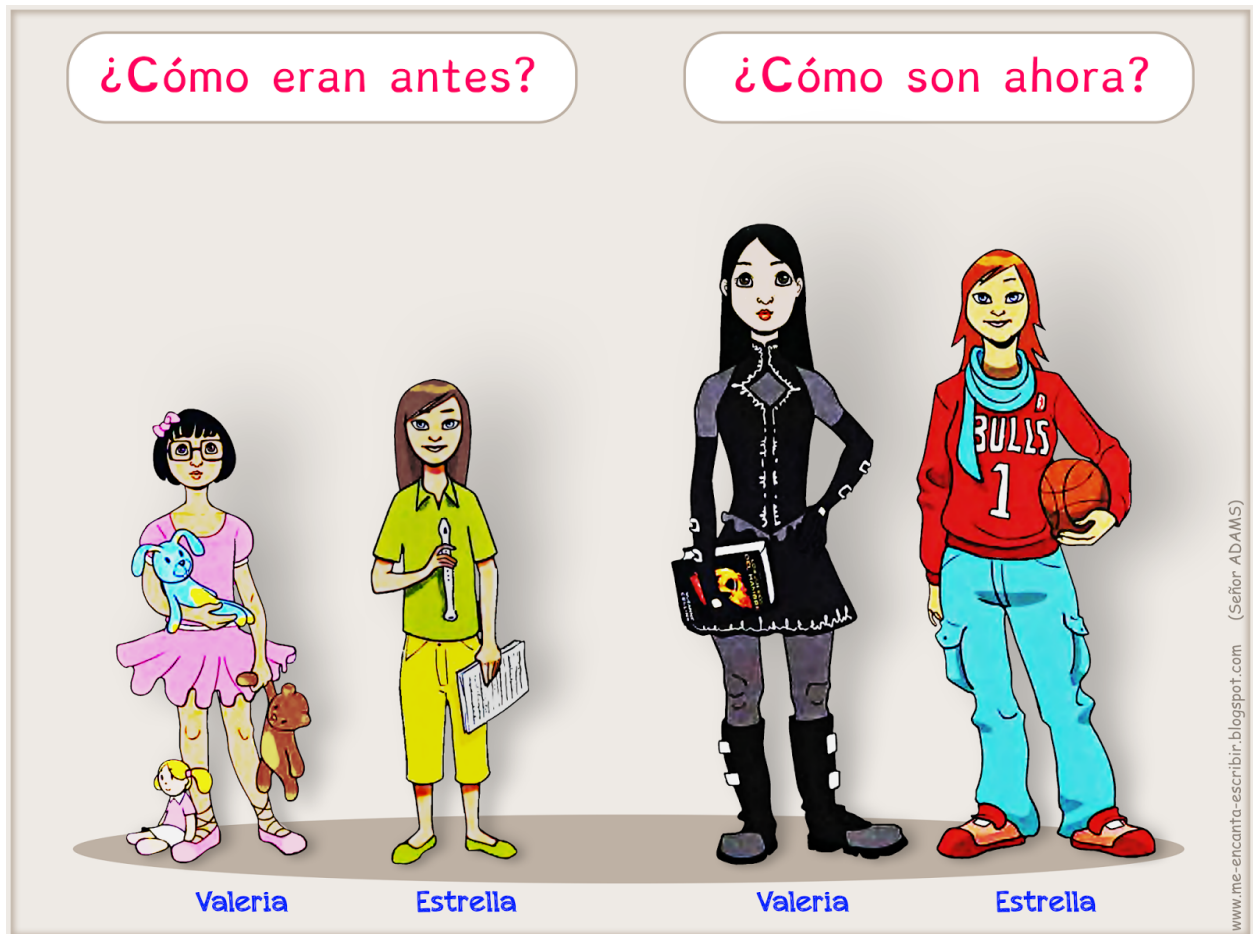 ¿Cómo eran antes?
¿Cómo son ahora?
BULLS
1
Valeria
Estrella
Valeria
Estrella
www.me-encanta-escribir.blogspot.com (Señor ADAMS)